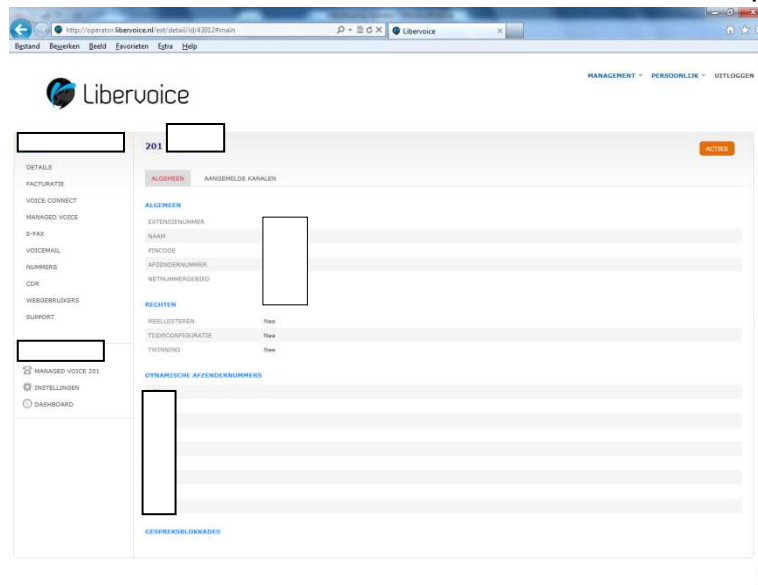 http://operator.libervoice.nl/ext/detail/id/43812#main
Libervoice
Bestand Bewerken Beeld Favorieten Extra Help
MANAGEMENT PERSOONLIJK UITLOGGEN
Libervoice
201
ACTIES
DETAILS
FACTURATIE
VOICE CONNECT
MANAGED VOICE
E-FAX
VOICEMAIL
NUMMERS
CDR
WEBGEBRUIKERS
SUPPORT
MANAGED VOICE 201
INSTELLINGEN
DASHBOARD
ALGEMEEN AANGEMELDE KANALEN
ALGEMEEN
EXTENSIENUMMER
NAAM
PINCODE
AFZENDERNUMMER
NETNUMMERGEBIED
RECHTEN
MEELUISTEREN Nee
TIJDSCONFIGURATIE Nee
TWINNING Nee
DYNAMISCHE AFZENDERNUMMERS
GESPREKSBLOKKADES